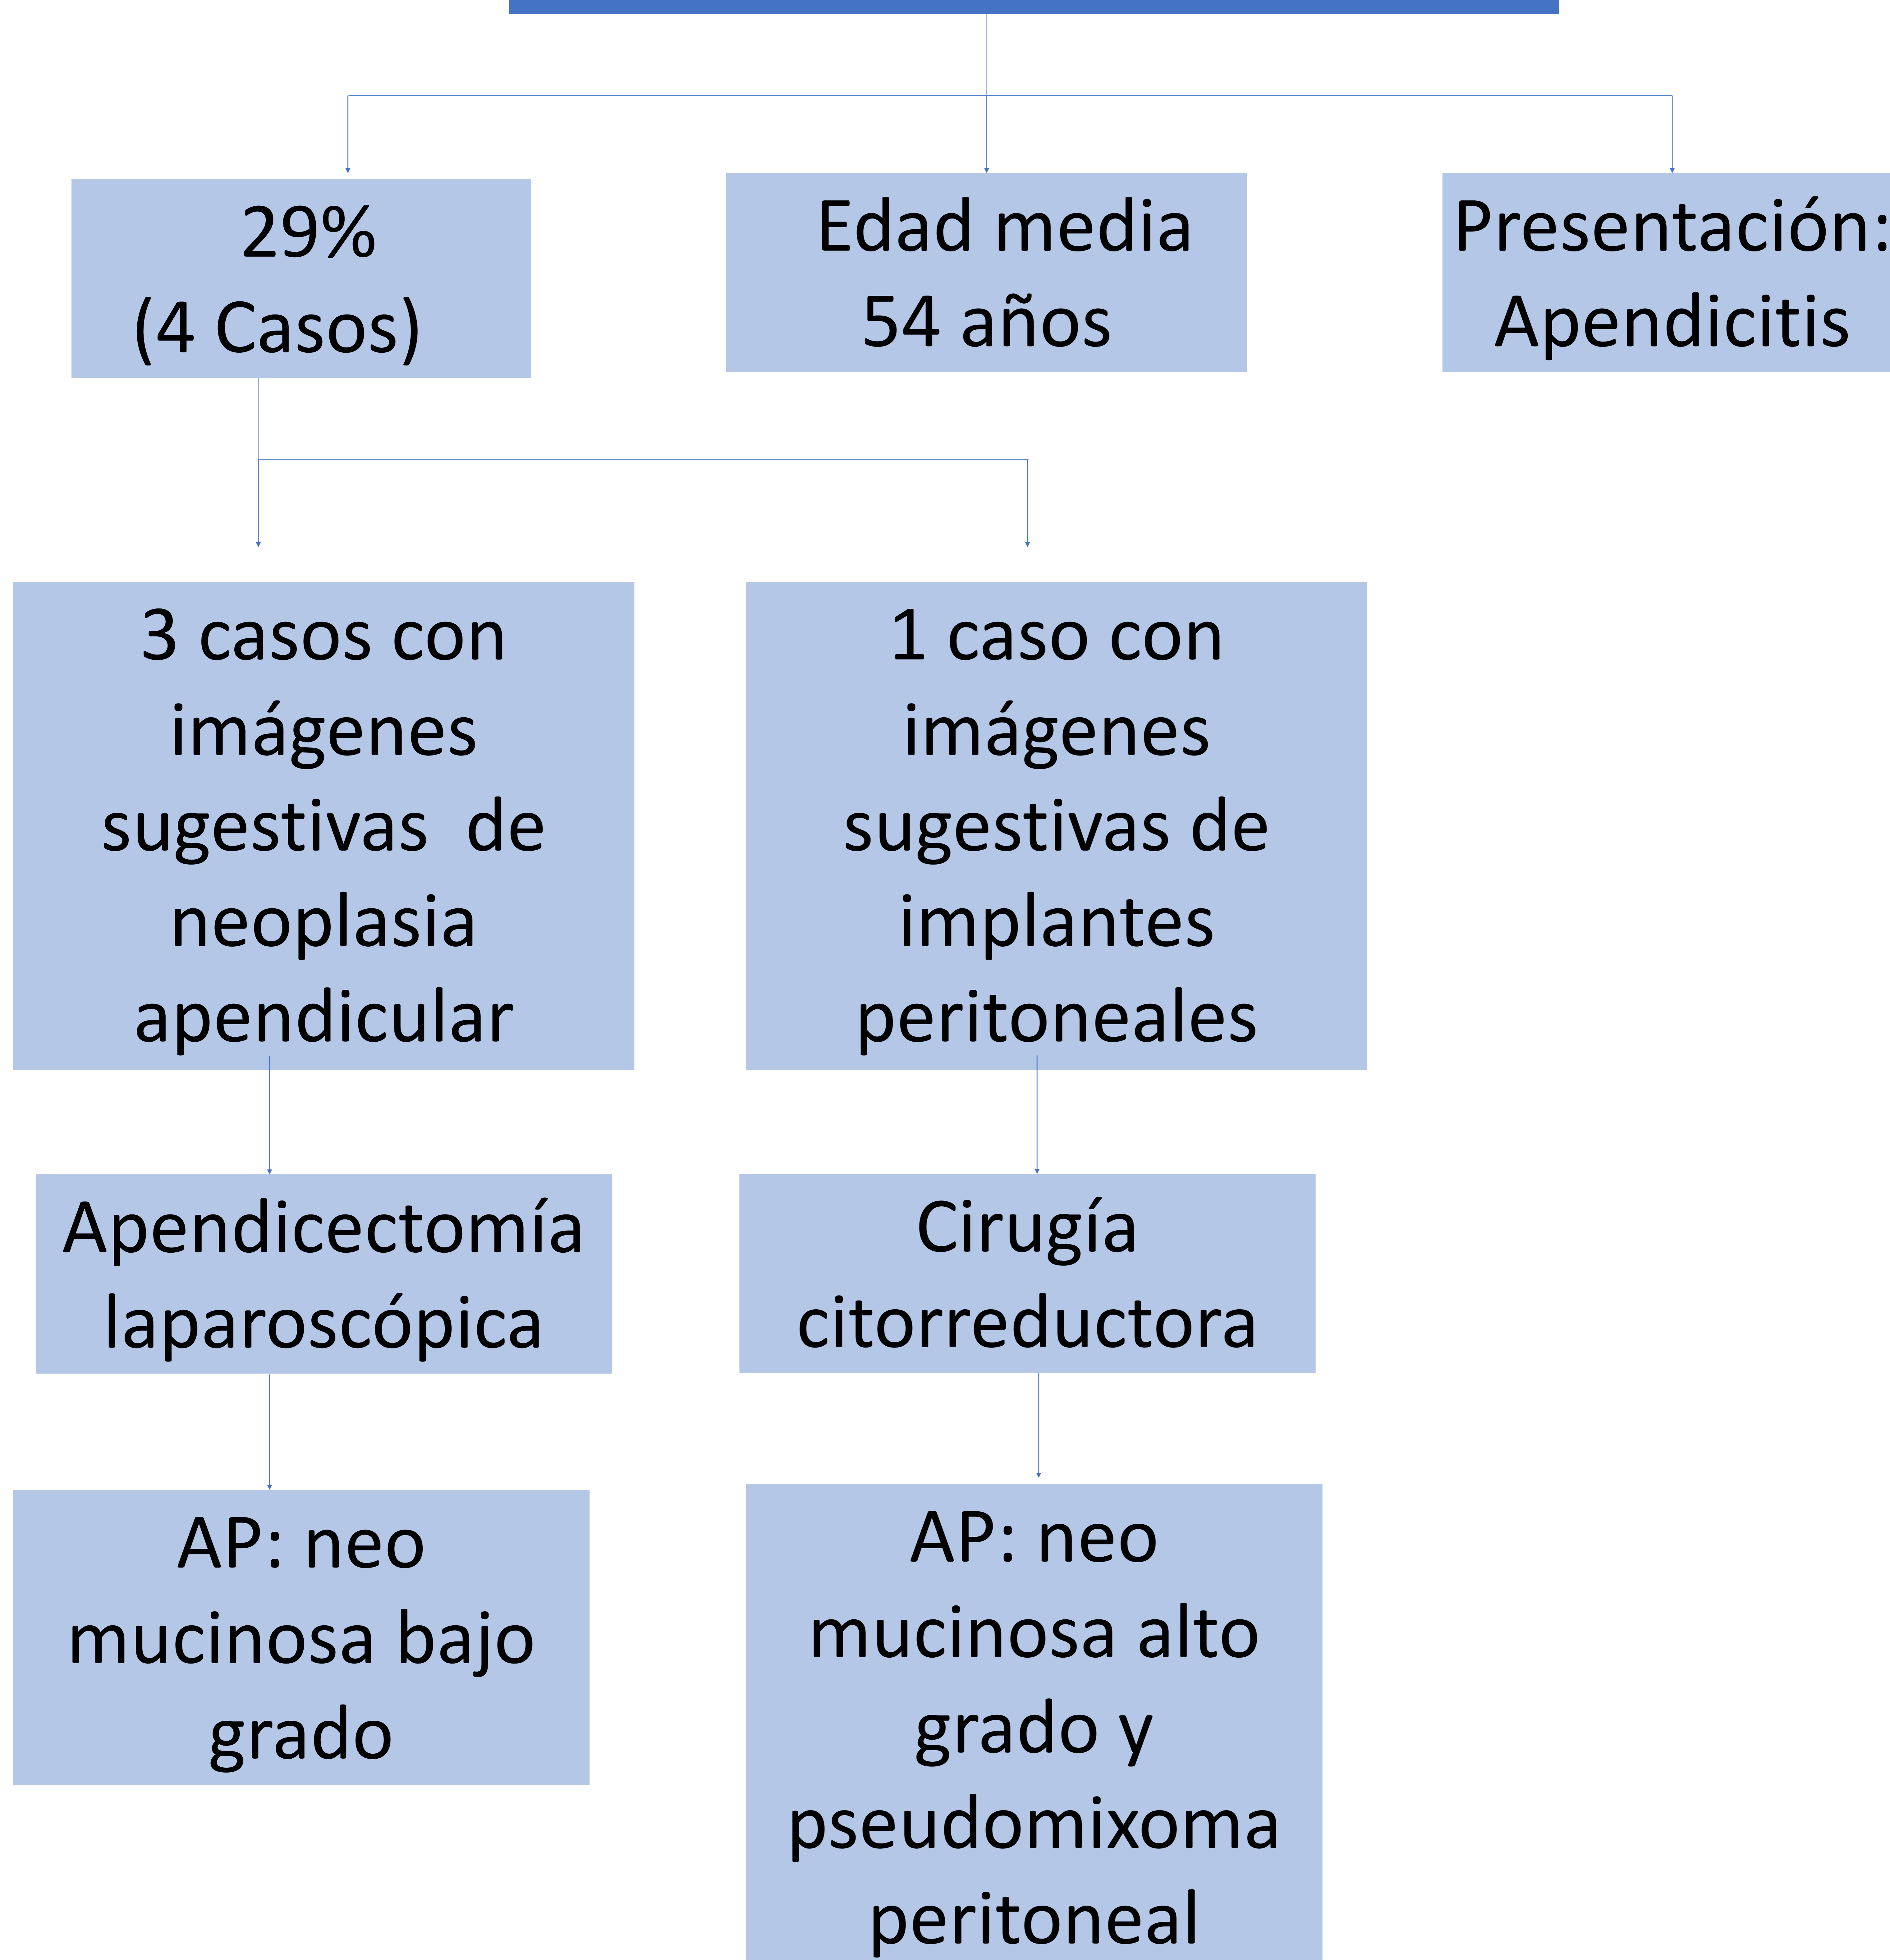 29%
(4 Casos)
Edad media
54 años
Presentación:
Apendicitis
3 casos con
imágenes
sugestivas de
neoplasia
apendicular
1 caso con
imágenes
sugestivas de
implantes
peritoneales
Apendicectomía
laparoscópica
Cirugía
citorreductora
AP: neo
mucinosa bajo
grado
AP: neo
mucinosa alto
grado y
pseudomixoma
peritoneal